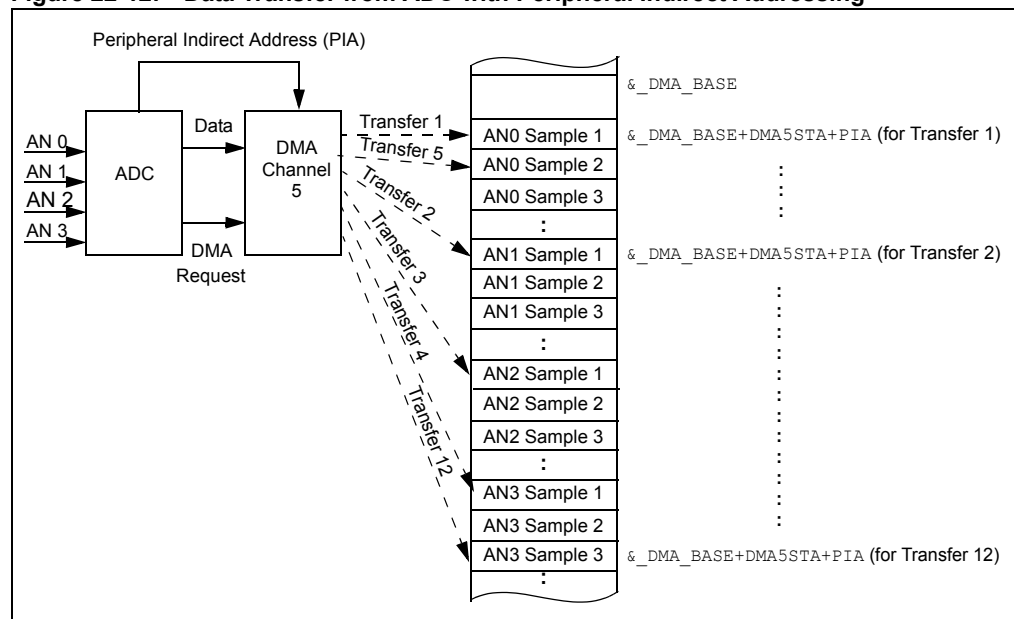 Peripheral Indirect Address (PIA)
&_DMA_BASE
AN 0
AN 1
AN 2
AN 3
ADC
Data
DMA
Request
DMA
Channel
5
Transfer 1
Transfer 5
Transfer 2
Transfer 3
Transfer 4
Transfer 12
AN0 Sample 1
&_DMA_BASE+DMA5STA+PIA (for Transfer 1)
AN0 Sample 2
AN0 Sample 3
:
AN1 Sample 1
&_DMA_BASE+DMA5STA+PIA (for Transfer 2)
AN1 Sample 2
AN1 Sample 3
:
AN2 Sample 1
AN2 Sample 2
AN2 Sample 3
:
AN3 Sample 1
AN3 Sample 2
AN3 Sample 3
&_DMA_BASE+DMA5STA+PIA (for Transfer 12)
: